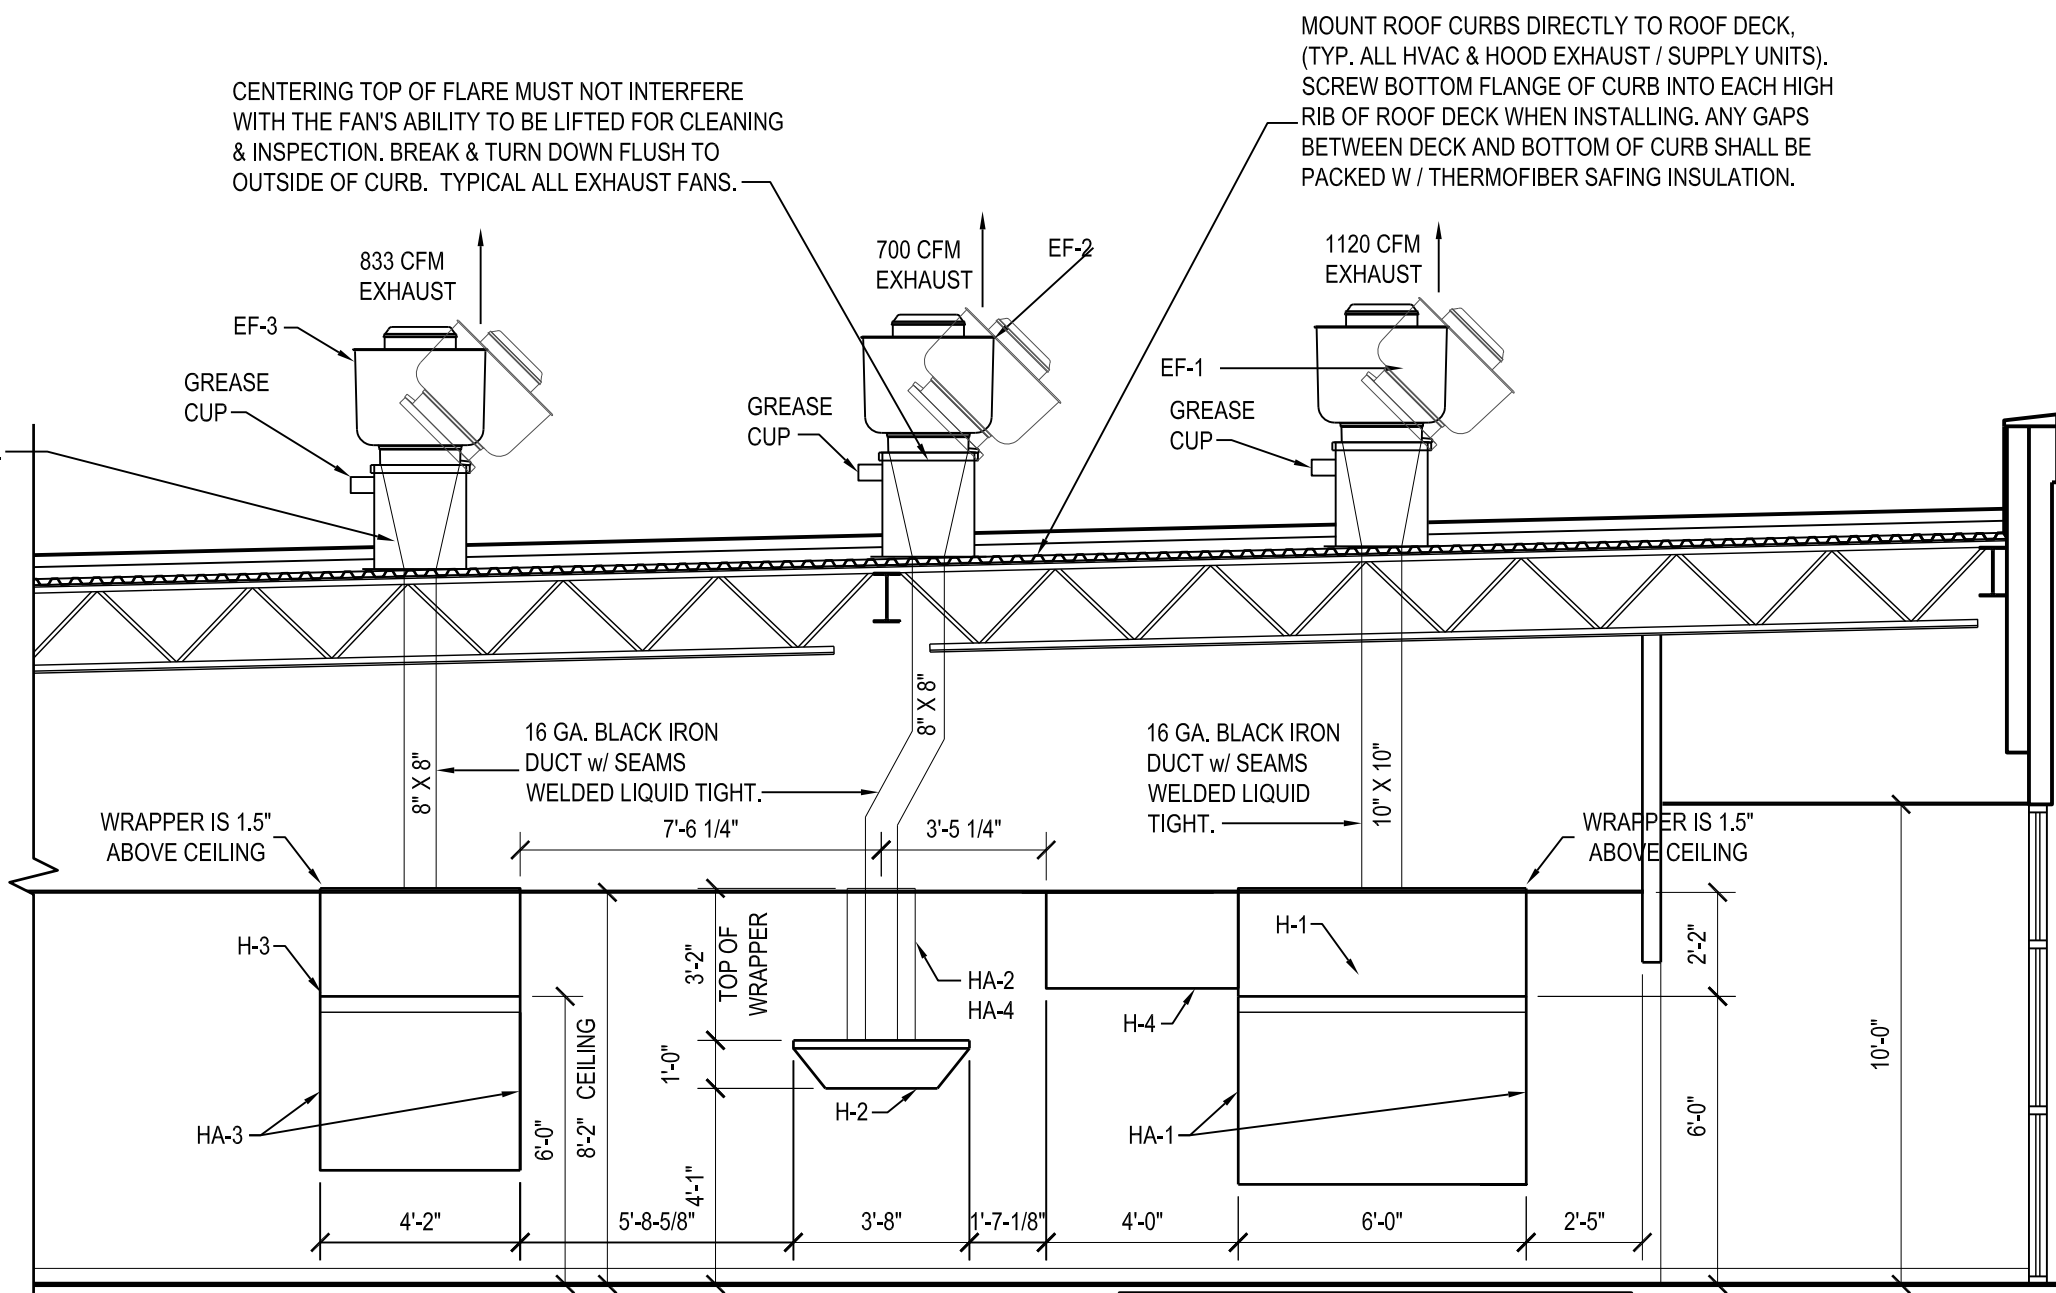 MOUNT ROOF CURBS DIRECTLY TO ROOF DECK,
(TYP. ALL HVAC & HOOD EXHAUST / SUPPLY UNITS).
SCREW BOTTOM FLANGE OF CURB INTO EACH HIGH
RIB OF ROOF DECK WHEN INSTALLING. ANY GAPS
BETWEEN DECK AND BOTTOM OF CURB SHALL BE
PACKED W / THERMOFIBER SAFING INSULATION.
CENTERING TOP OF FLARE MUST NOT INTERFERE
WITH THE FAN'S ABILITY TO BE LIFTED FOR CLEANING
& INSPECTION. BREAK & TURN DOWN FLUSH TO
OUTSIDE OF CURB. TYPICAL ALL EXHAUST FANS.
833 CFM
EXHAUST
700 CFM
EXHAUST
EF-2
1120 CFM
EXHAUST
EF-3
EF-1
GREASE
CUP
GREASE
CUP
GREASE
CUP
8" X 8"
16 GA. BLACK IRON
DUCT w/ SEAMS
WELDED LIQUID TIGHT.
8" X 8"
16 GA. BLACK IRON
DUCT w/ SEAMS
WELDED LIQUID
TIGHT.
10" X 10"
WRAPPER IS 1.5"
ABOVE CEILING
7'-6 1/4"
3'-5 1/4"
WRAPPER IS 1.5"
ABOVE CEILING
H-3
3'-2"
TOP OF
WRAPPER
HA-2
HA-4
H-1
2'-2"
H-4
HA-3
6'-0"
8'-2" CEILING
1'-0"
H-2
HA-1
6'-0"
10'-0"
4'-1"
4'-2"
5'-8-5/8"
3'-8"
1'-7-1/8"
4'-0"
6'-0"
2'-5"